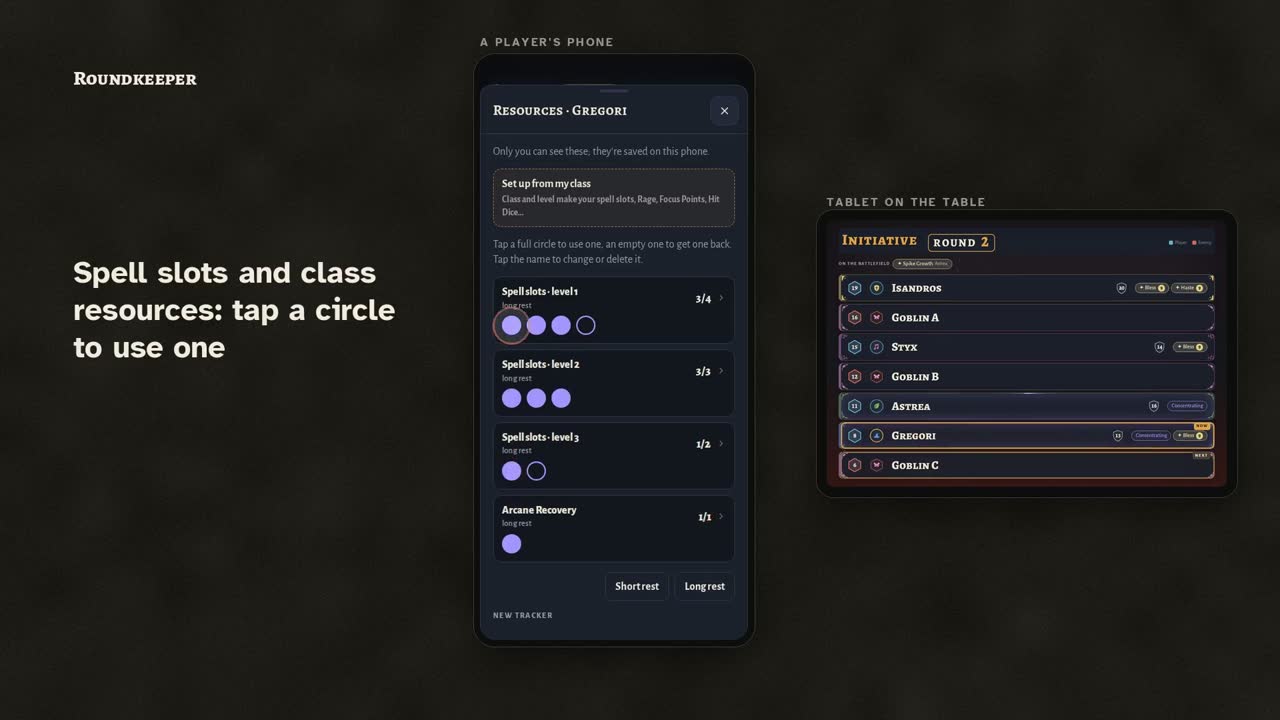 Roundkeeper
Spell slots and class
resources: tap a circle
to use one
A PLAYER'S PHONE
Resources · Gregori
Only you can see these; they're saved on this phone.
Set up from my class
Class and level make your spell slots, Rage, Focus Points, Hit
Dice...
Tap a full circle to use one, an empty one to get one back.
Tap the name to change or delete it.
Spell slots · level 1
long rest
3/4
Spell slots · level 2
long rest
3/3
Spell slots · level 3
long rest
1/2
Arcane Recovery
long rest
1/1
Short rest
Long rest
NEW TRACKER
TABLET ON THE TABLE
Initiative
ROUND 2
Player
Enemy
ON THE BATTLEFIELD
Spike Growth Astrea
19 Isandros 20 Bless Haste
16 Goblin A
15 Styx 14 Bless
12 Goblin B
11 Astrea 16 Concentrating
NOW
8 Gregori 13 Concentrating Bless
NEXT
6 Goblin C